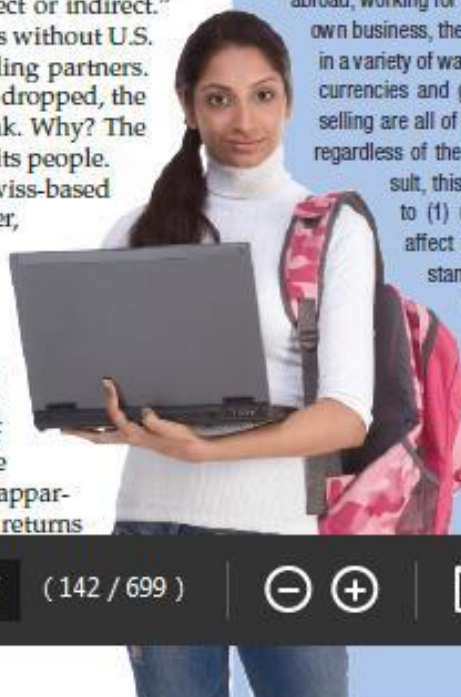 ect or indirect.”
s without U.S.
ling partners.
dropped, the
k. Why? The
its people.
wiss-based
er,
e
appar-
returns
abroad, working for
own business, the
in a variety of wa
currencies and g
selling are all of
regardless of the
sult, this
to (1)
affect
stan
(142 / 699)